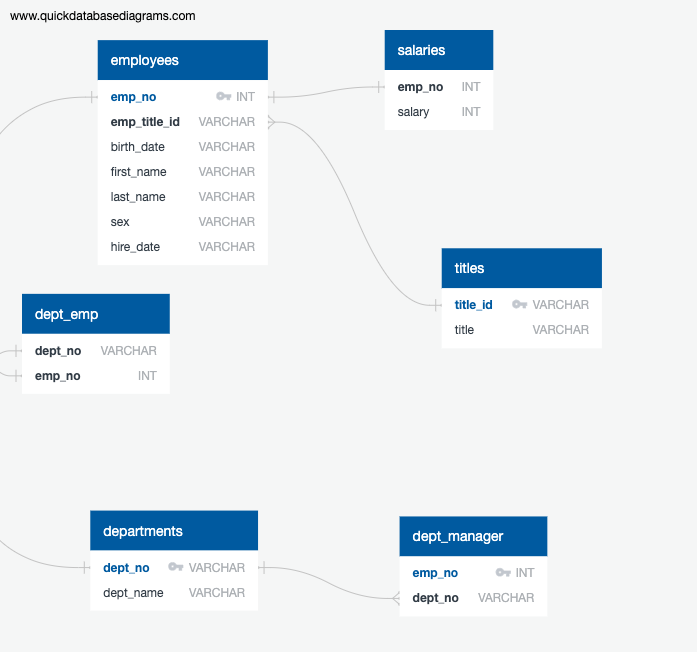 www.quickdatabasediagrams.com
employees
emp_no INT
emp_title_id VARCHAR
birth_date VARCHAR
first_name VARCHAR
last_name VARCHAR
sex VARCHAR
hire_date VARCHAR
salaries
emp_no INT
salary INT
titles
title_id VARCHAR
title VARCHAR
dept_emp
dept_no VARCHAR
emp_no INT
departments
dept_no VARCHAR
dept_name VARCHAR
dept_manager
emp_no INT
dept_no VARCHAR